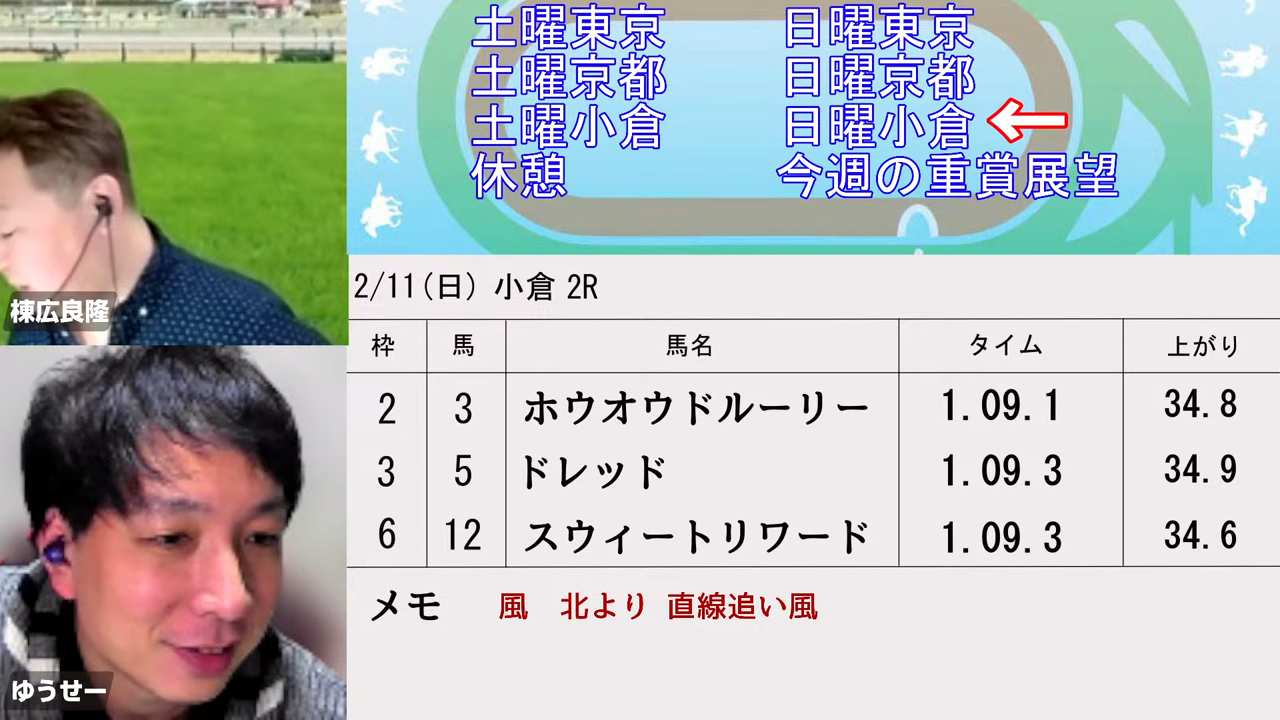 土曜東京 日曜東京
土曜京都 日曜京都
土曜小倉 日曜小倉
休憩 今週の重賞展望
棟広良隆
2/11(日) 小倉 2R
枠 馬 馬名 タイム 上がり
2 3 ホウオウドルーリー 1.09.1 34.8
3 5 ドレッド 1.09.3 34.9
6 12 スウィートリワード 1.09.3 34.6
メモ 風 北より 直線追い風
ゆうせー